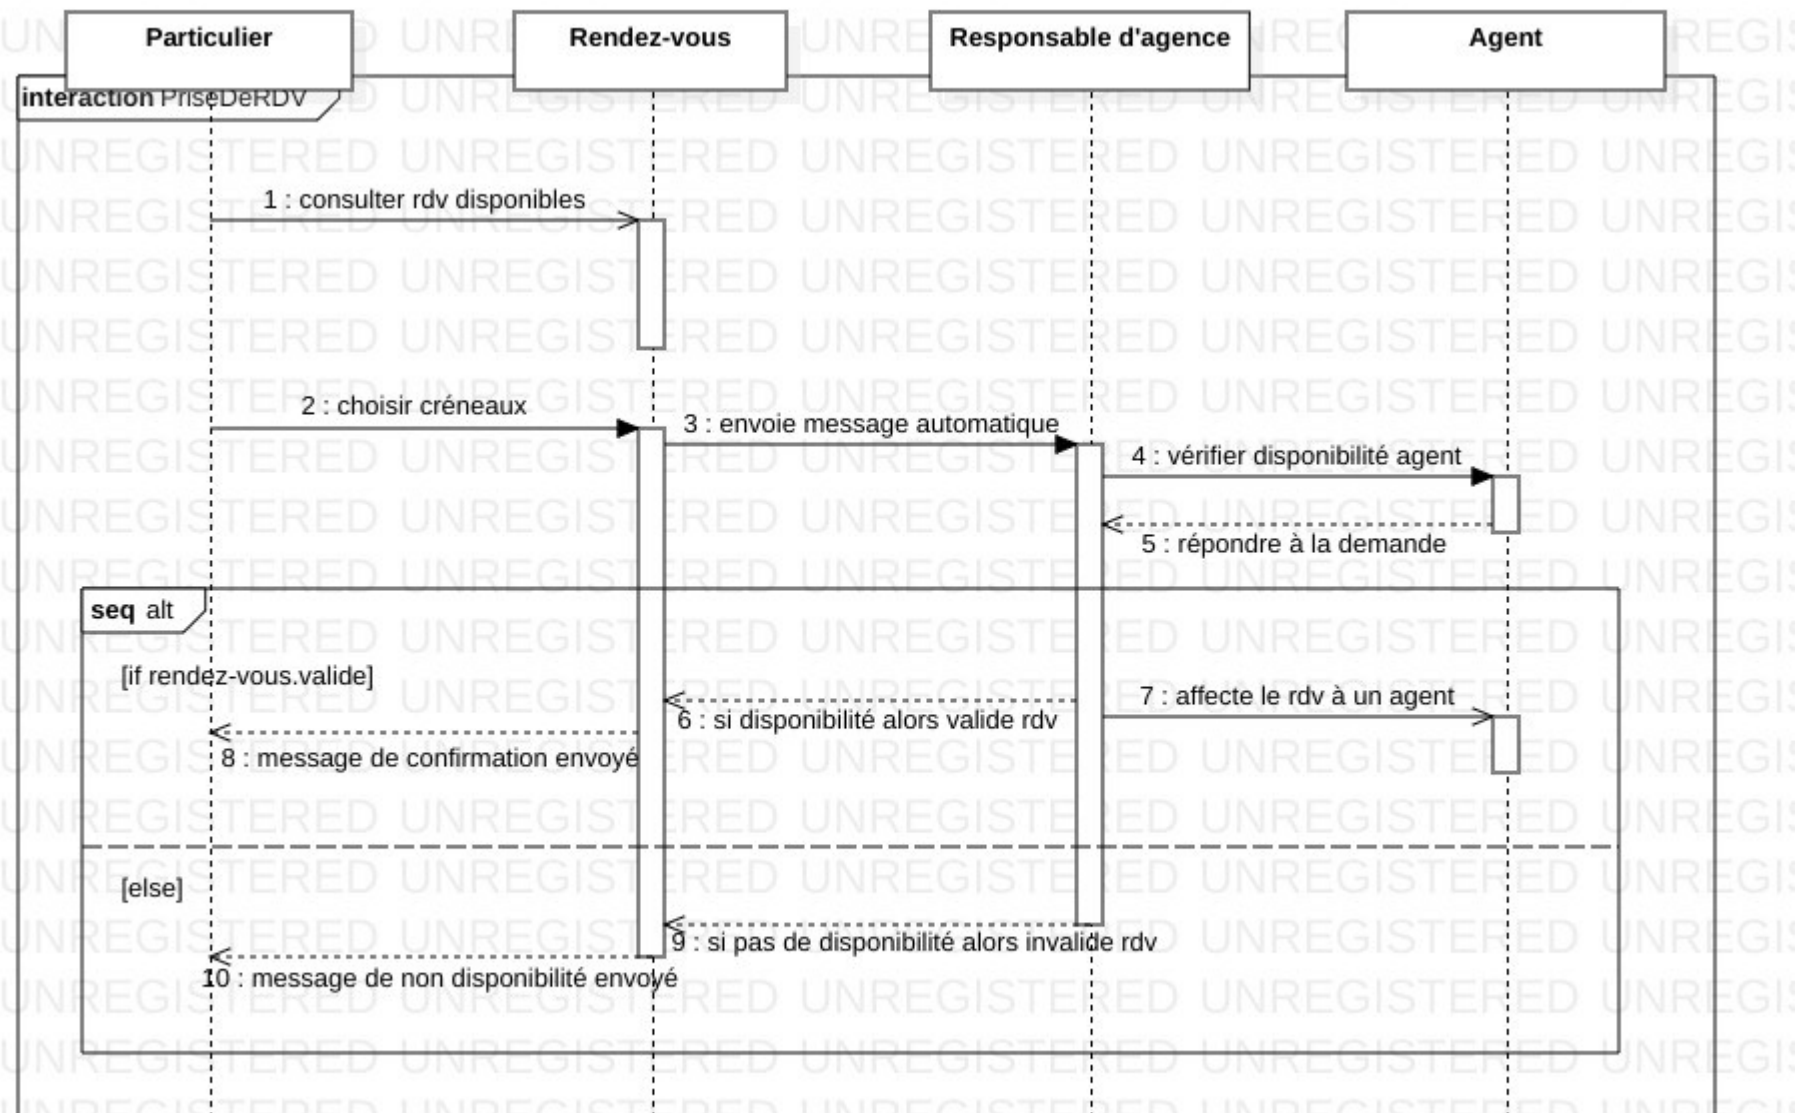 Particulier
Rendez-vous
Responsable d'agence
Agent
interaction PriseDeRDV
1 : consulter rdv disponibles
2 : choisir créneaux
3 : envoie message automatique
4 : vérifier disponibilité agent
5 : répondre à la demande
seq alt
[if rendez-vous.valide]
6 : si disponibilité alors valide rdv
7 : affecte le rdv à un agent
8 : message de confirmation envoyé
[else]
9 : si pas de disponibilité alors invalide rdv
10 : message de non disponibilité envoyé
UNREGISTERED